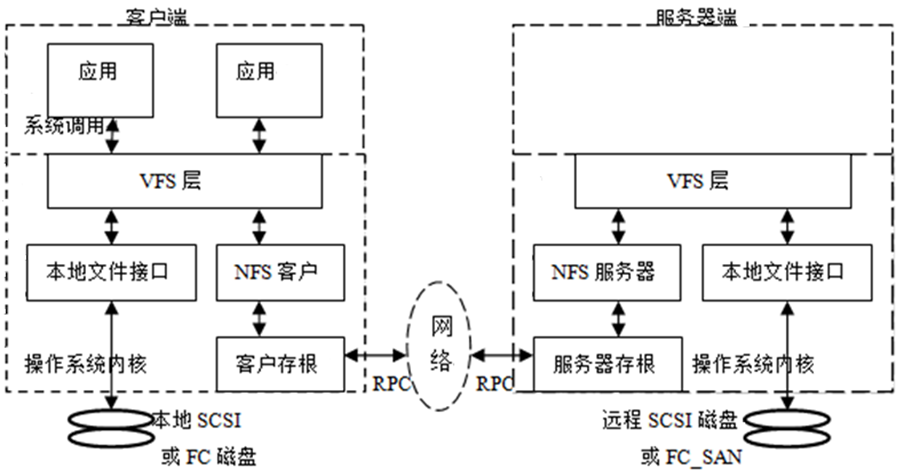 客户端
服务器端
应用
应用
系统调用
VFS 层
VFS 层
本地文件接口
NFS 客户
NFS 服务器
本地文件接口
网络
操作系统内核
客户存根
RPC
RPC
服务器存根
操作系统内核
本地 SCSI
或 FC 磁盘
远程 SCSI 磁盘
或 FC_SAN